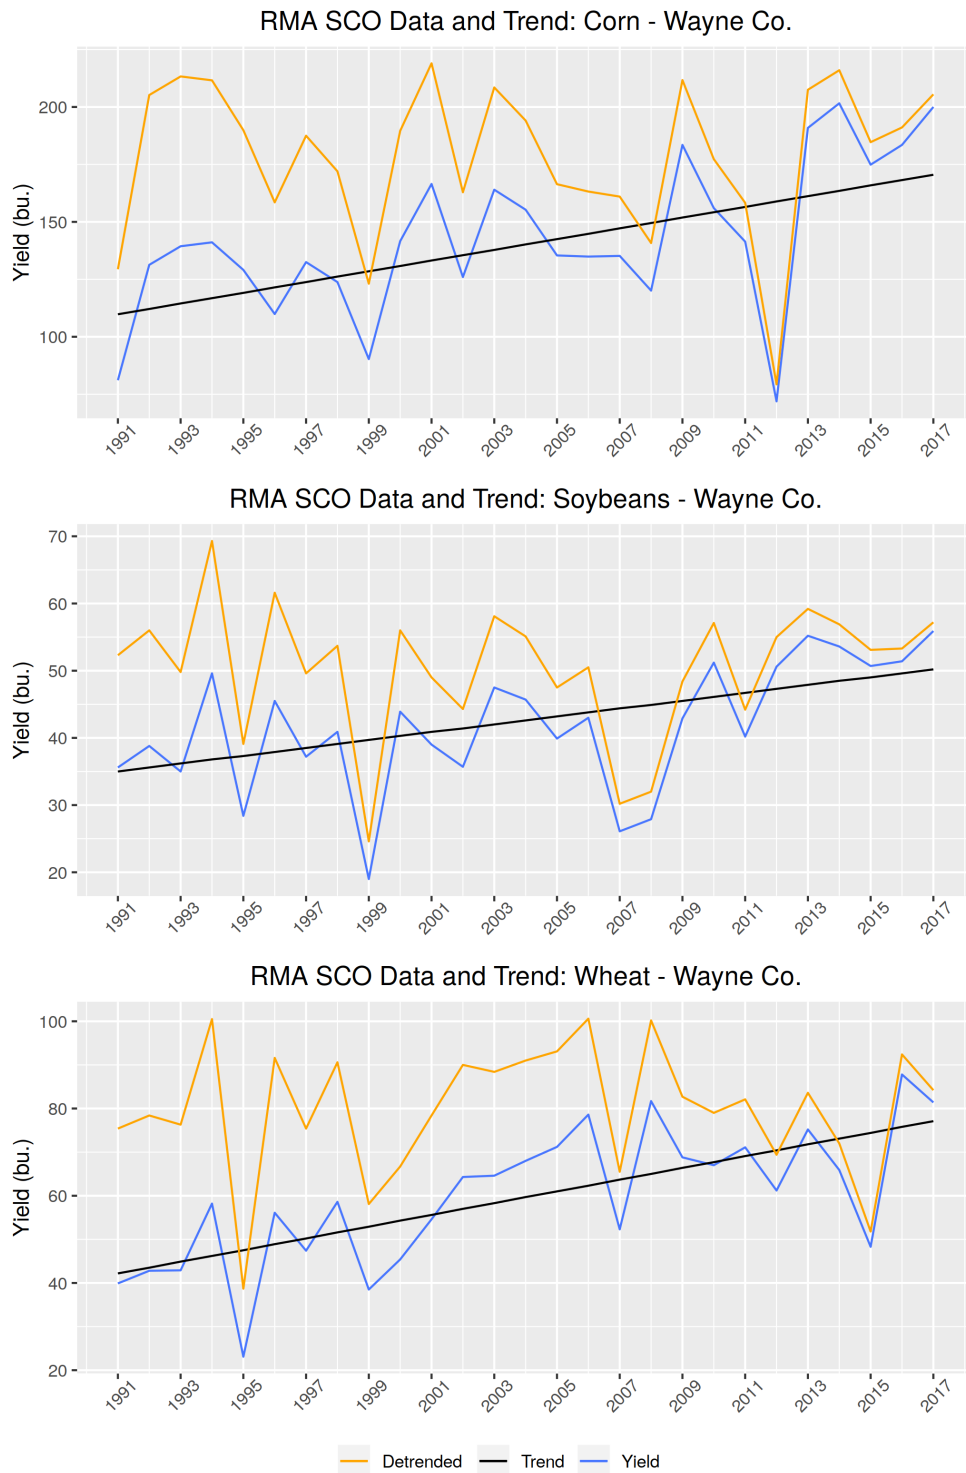 RMA SCO Data and Trend: Corn - Wayne Co.
Yield (bu.)
200
150
100
1991 1993 1995 1997 1999 2001 2003 2005 2007 2009 2011 2013 2015 2017
RMA SCO Data and Trend: Soybeans - Wayne Co.
Yield (bu.)
70
60
50
40
30
20
1991 1993 1995 1997 1999 2001 2003 2005 2007 2009 2011 2013 2015 2017
RMA SCO Data and Trend: Wheat - Wayne Co.
Yield (bu.)
100
80
60
40
20
1991 1993 1995 1997 1999 2001 2003 2005 2007 2009 2011 2013 2015 2017
Detrended Trend Yield